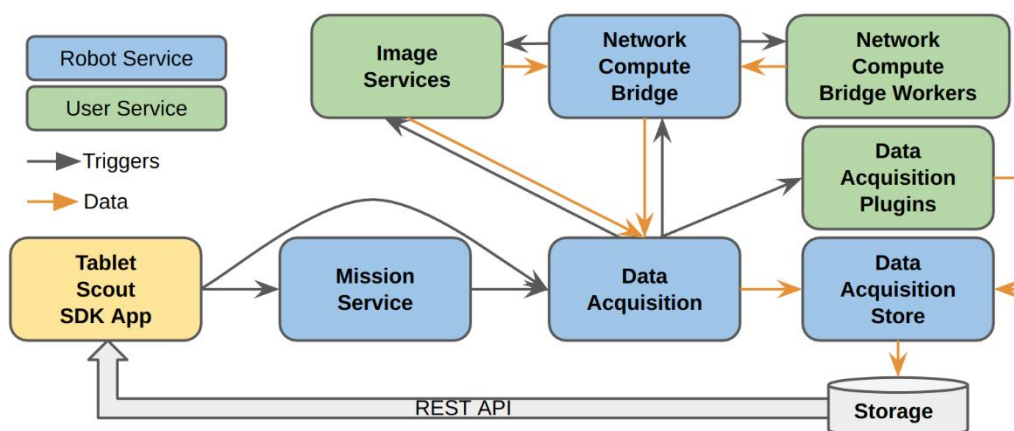 Robot Service
User Service
Triggers
Data
Image
Services
Network
Compute
Bridge
Network
Compute
Bridge Workers
Data
Acquisition
Plugins
Tablet
Scout
SDK App
Mission
Service
Data
Acquisition
Data
Acquisition
Store
REST API
Storage